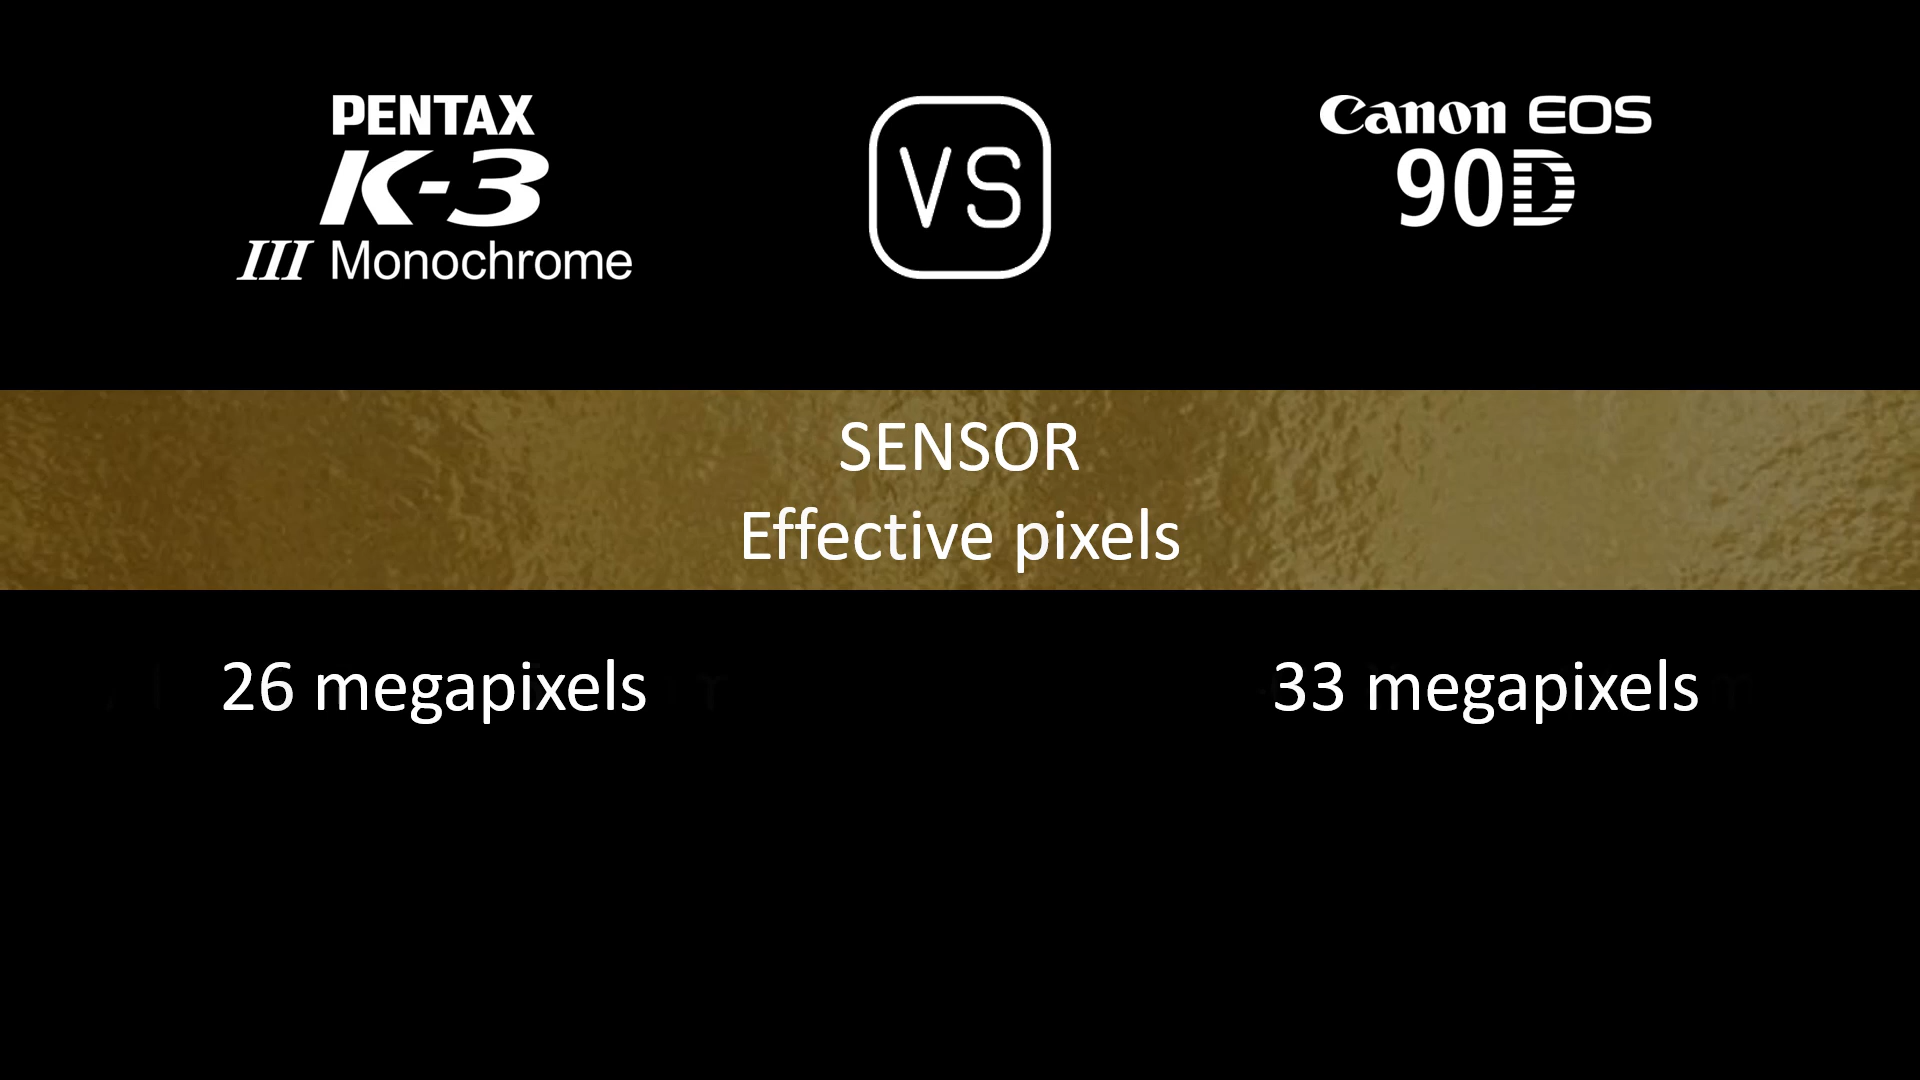 PENTAX
K-3
III Monochrome
VS
Canon EOS
90D
SENSOR
Effective pixels
26 megapixels
33 megapixels